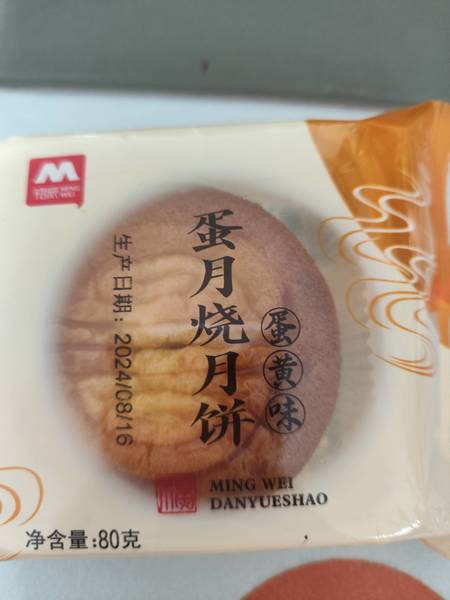 M
生产日期：2024/08/16
蛋月烧月饼
蛋黄味
MING WEI
DANYUESHAO
净含量:80克